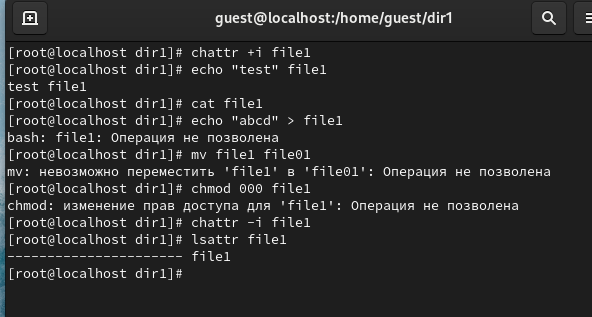 guest@localhost:/home/guest/dir1
[root@localhost dir1]# chattr +i file1
[root@localhost dir1]# echo "test" file1
test file1
[root@localhost dir1]# cat file1
[root@localhost dir1]# echo "abcd" > file1
bash: file1: Операция не позволена
[root@localhost dir1]# mv file1 file01
mv: невозможно переместить 'file1' в 'file01': Операция не позволена
[root@localhost dir1]# chmod 000 file1
chmod: изменение прав доступа для 'file1': Операция не позволена
[root@localhost dir1]# chattr -i file1
[root@localhost dir1]# lsattr file1
---------------------- file1
[root@localhost dir1]#